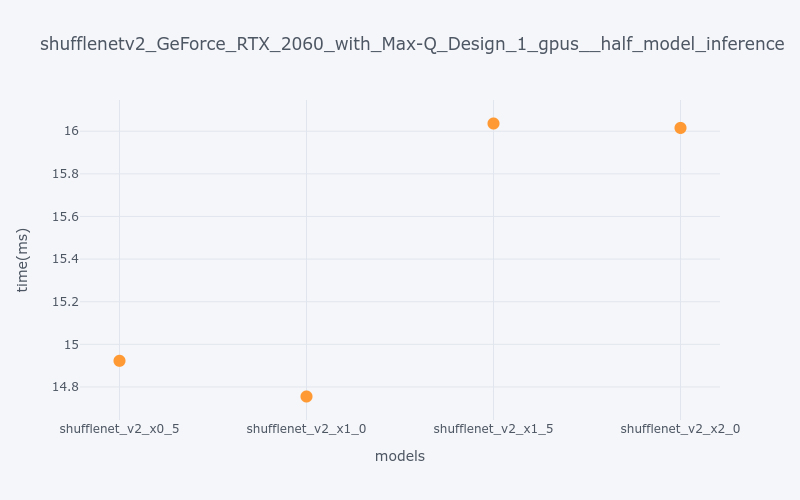 shufflenetv2_GeForce_RTX_2060_with_Max-Q_Design_1_gpus__half_model_inference
time(ms)
16
15.8
15.6
15.4
15.2
15
14.8
shufflenet_v2_x0_5
shufflenet_v2_x1_0
shufflenet_v2_x1_5
shufflenet_v2_x2_0
models